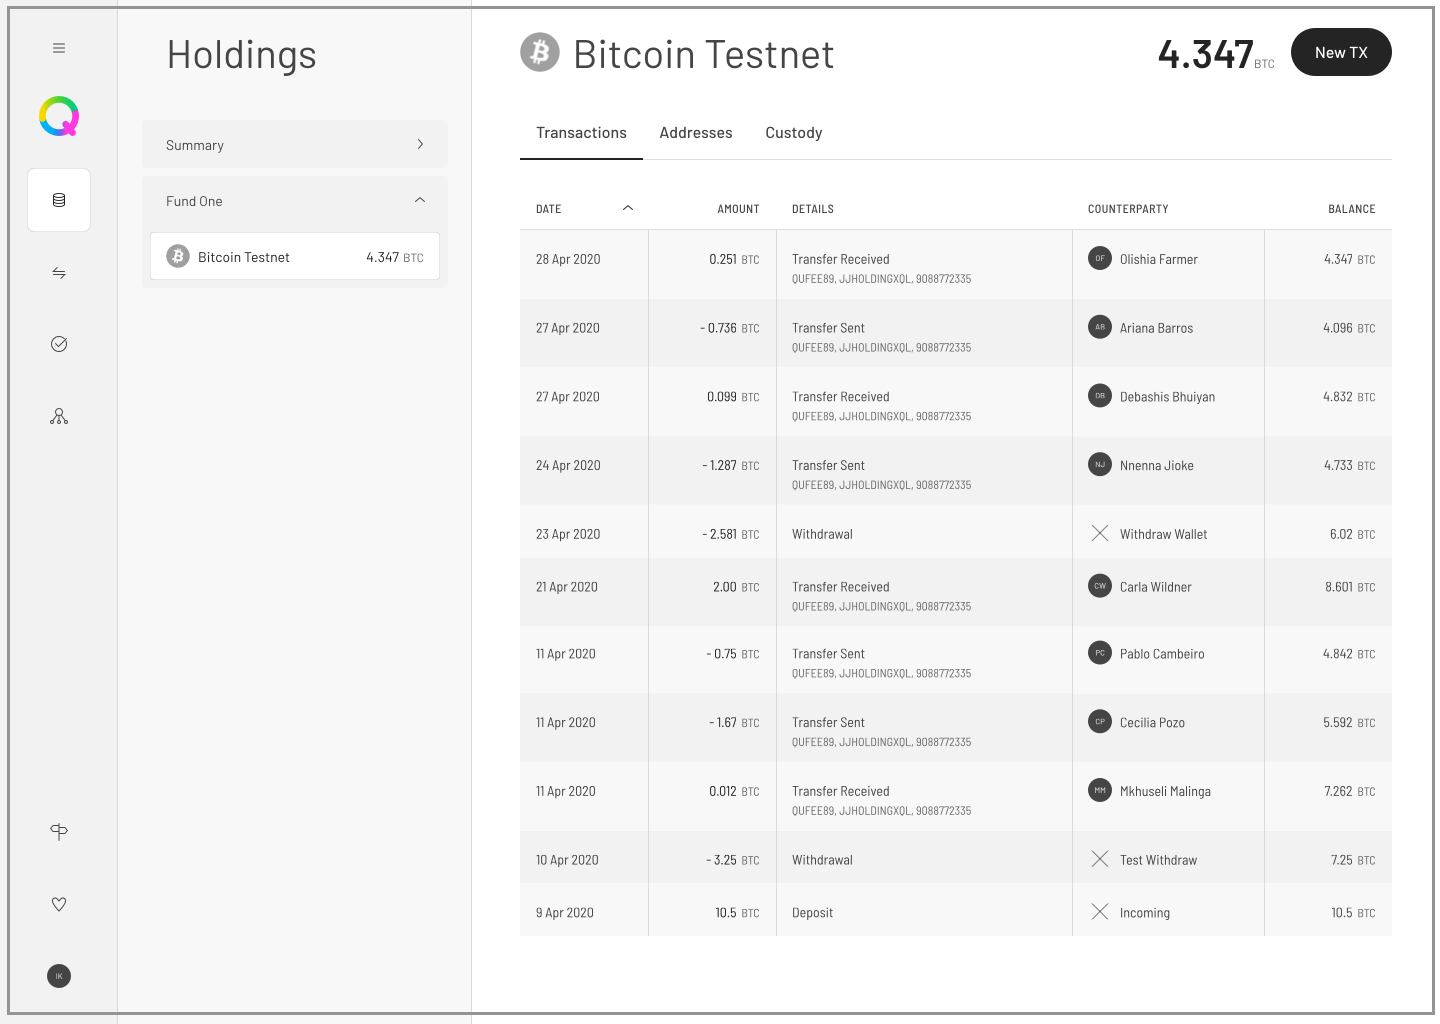 Holdings
Summary
Fund One
Bitcoin Testnet 4.347 BTC
IK
Bitcoin Testnet 4.347 BTC New TX
Transactions Addresses Custody
DATE AMOUNT DETAILS COUNTERPARTY BALANCE
28 Apr 2020 0.251 BTC Transfer Received OF Olishia Farmer 4.347 BTC
QUFEE89, JJHOLDINGXQL, 9088772335
27 Apr 2020 - 0.736 BTC Transfer Sent AB Ariana Barros 4.096 BTC
QUFEE89, JJHOLDINGXQL, 9088772335
27 Apr 2020 0.099 BTC Transfer Received DB Debashis Bhuiyan 4.832 BTC
QUFEE89, JJHOLDINGXQL, 9088772335
24 Apr 2020 - 1.287 BTC Transfer Sent NJ Nnenna Jioke 4.733 BTC
QUFEE89, JJHOLDINGXQL, 9088772335
23 Apr 2020 - 2.581 BTC Withdrawal Withdraw Wallet 6.02 BTC
21 Apr 2020 2.00 BTC Transfer Received CW Carla Wildner 8.601 BTC
QUFEE89, JJHOLDINGXQL, 9088772335
11 Apr 2020 - 0.75 BTC Transfer Sent PC Pablo Cambeiro 4.842 BTC
QUFEE89, JJHOLDINGXQL, 9088772335
11 Apr 2020 - 1.67 BTC Transfer Sent CP Cecilia Pozo 5.592 BTC
QUFEE89, JJHOLDINGXQL, 9088772335
11 Apr 2020 0.012 BTC Transfer Received MM Mkhuseli Malinga 7.262 BTC
QUFEE89, JJHOLDINGXQL, 9088772335
10 Apr 2020 - 3.25 BTC Withdrawal Test Withdraw 7.25 BTC
9 Apr 2020 10.5 BTC Deposit Incoming 10.5 BTC